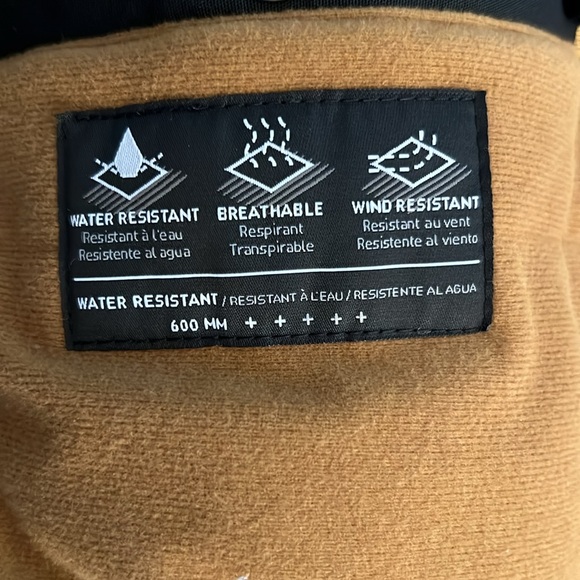 WATER RESISTANT
Resistant à l'eau
Resistente al agua
BREATHABLE
Respirant
Transpirable
WIND RESISTANT
Resistant au vent
Resistente al viento
WATER RESISTANT / RESISTANT À L'EAU / RESISTENTE AL AGUA
600 MM + + + + +